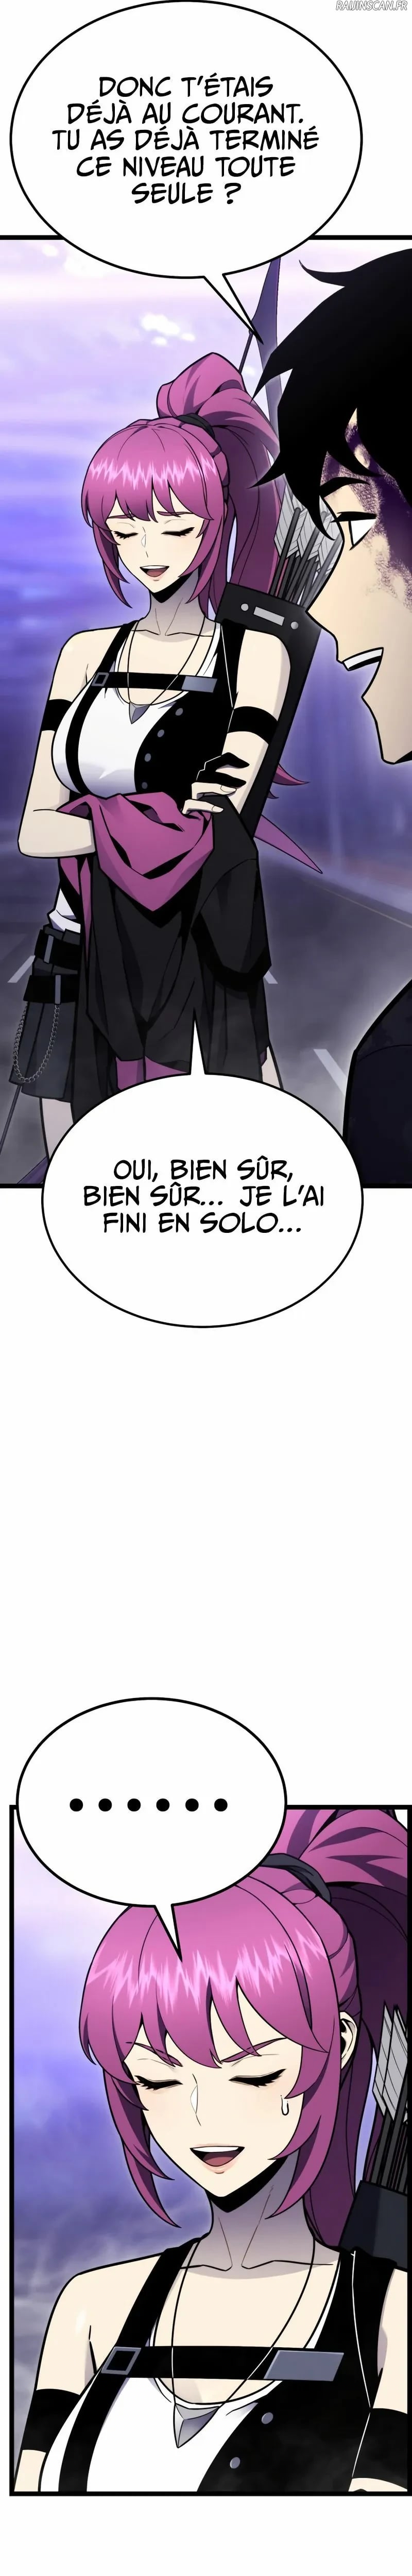 RAIJINSCAN.FR
DONC T'ÉTAIS
DÉJÀ AU COURANT.
TU AS DÉJÀ TERMINÉ
CE NIVEAU TOUTE
SEULE ?
OUI, BIEN SÛR,
BIEN SÛR... JE L'AI
FINI EN SOLO...
......